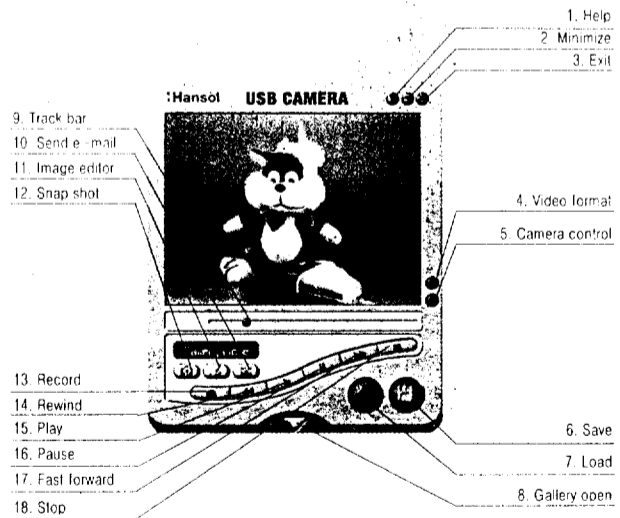 1. Help
2. Minimize
3. Exit
Hansol USB CAMERA
9. Track bar
10. Send e-mail
11. Image editor
12. Snap shot
4. Video format
5. Camera control
13. Record
14. Rewind
15. Play
16. Pause
17. Fast forward
18. Stop
6. Save
7. Load
8. Gallery open